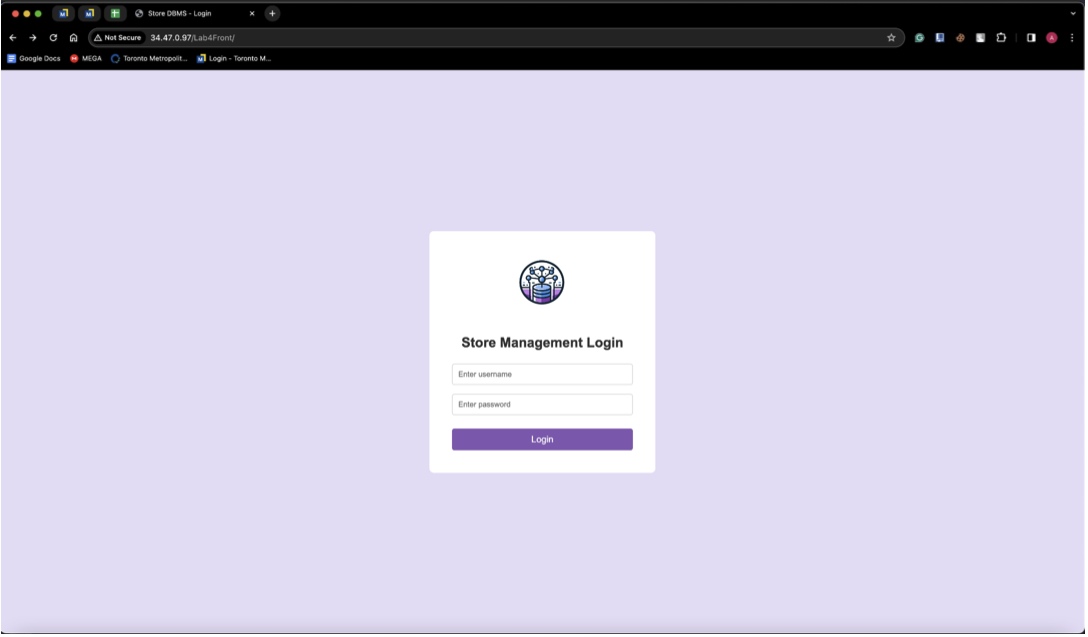 Store DBMS - Login
Not Secure 34.47.0.97/Lab4Front/
Google Docs MEGA Toronto Metropolit... Login - Toronto M...
Store Management Login
Enter username
Enter password
Login